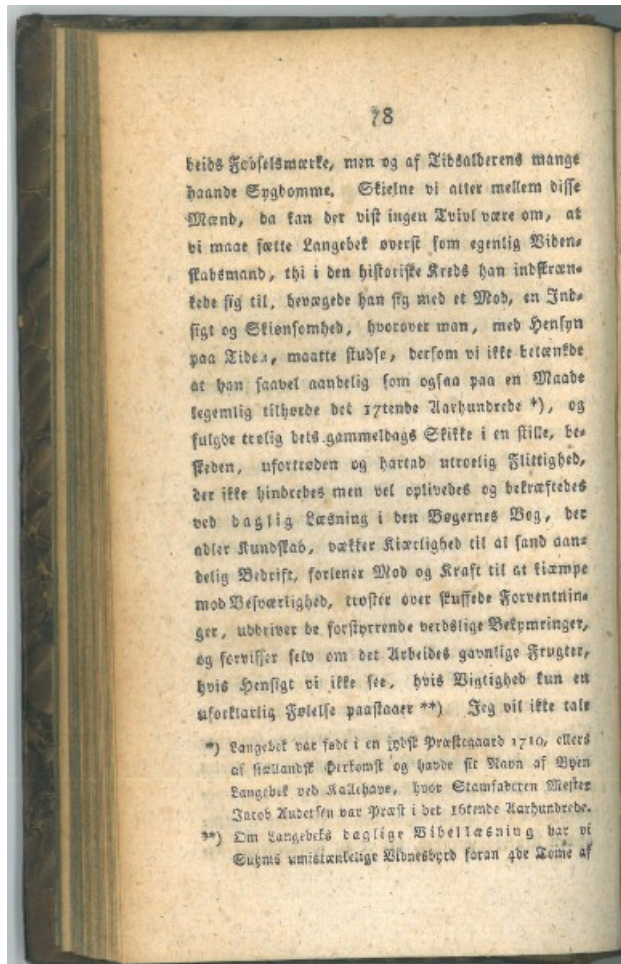 78
beids Fødselsmærke, men og af Tidsalderens mange
haande Sygdomme. Skielne vi atter mellem disse
Mænd, da kan der vist ingen Tvivl være om, at
vi maae sætte Langebek øverst som egentlig Viden-
skabsmand, thi i den historiske Kreds han indskræn-
kede sig til, bevægede han sig med et Mod, en Ind-
sigt og Skiønsomhed, hvorover man, med Hensyn
paa Tiden, maatte studse, dersom vi ikke betænkde
at han saavel aandelig som ogsaa paa en Maade
legemlig tilhørde det 17tende Aarhundrede *), og
fulgde trolig dets gammeldags Skikke i en stille, be-
skeden, ufortrøden og hartad utroelig Flittighed,
der ikke hindredes men vel oplivedes og bekræftedes
ved daglig Læsning i den Bøgernes Bog, der
adler Kundskab, vækker Kiærlighed til al sand aan-
delig Bedrift, forlener Mod og Kraft til at kiæmpe
mod Besværlighed, trøster over skuffede Forventnin-
ger, uddriver de forstyrrende verdslige Bekymringer,
og forvisser selv om det Arbeides gavnlige Frugter,
hvis Hensigt vi ikke see, hvis Vigtighed kun en
uforklarlig Følelse paastaaer **) Jeg vil ikke tale
*) Langebek var født i en jydsk Præstegaard 1710, ellers
af siællandsk Herkomst og havde sit Navn af Byen
Langebek ved Kallehave, hvor Stamfaderen Mester
Jacob Audersen var Præst i det 16tende Aarhundrede.
**) Om Langebeks daglige Bibellæsning har vi
Suhms umistænkelige Vidnesbyrd foran 4de Tome af